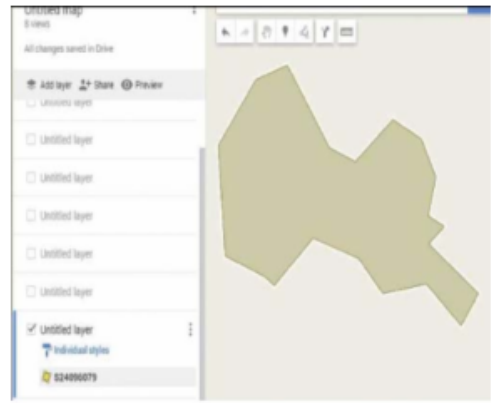 Untitled map
8 views
All changes saved in Drive
Add layer Share Preview
Untitled layer
Untitled layer
Untitled layer
Untitled layer
Untitled layer
Untitled layer
Untitled layer
Individual styles
024096079